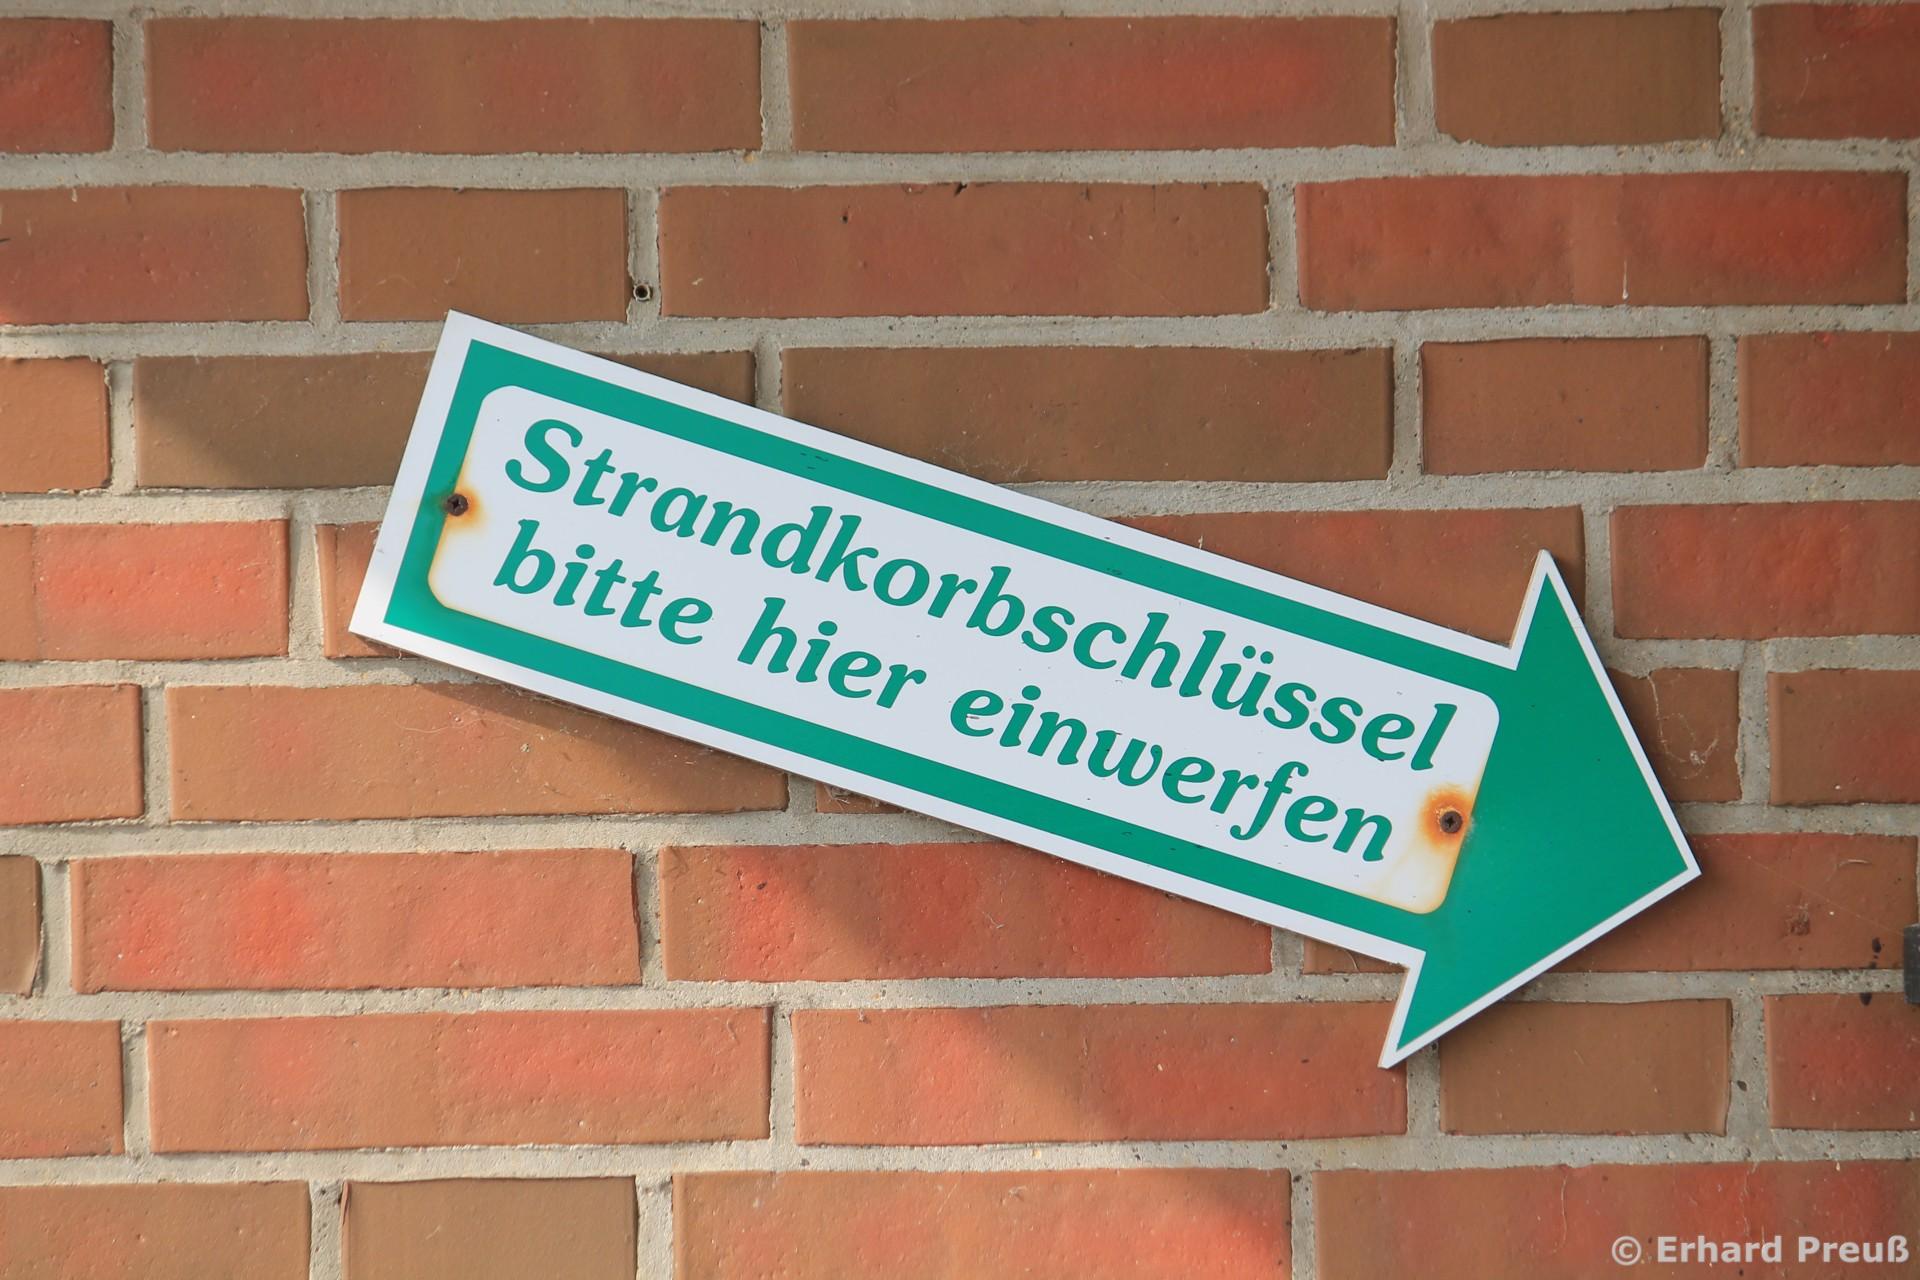 Strandkorbschlüssel
bitte hier einwerfen
© Erhard Preuß